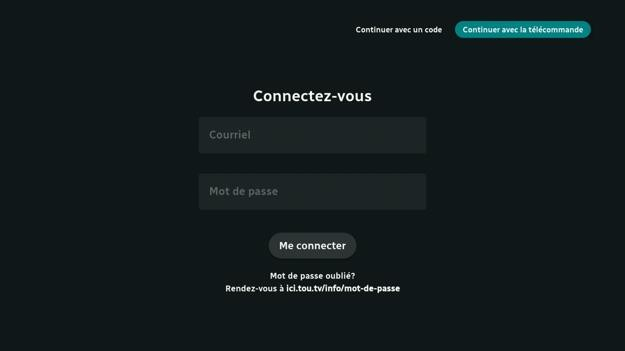 Continuer avec un code
Continuer avec la télécommande
Connectez-vous
Courriel
Mot de passe
Me connecter
Mot de passe oublié?
Rendez-vous à ici.tou.tv/info/mot-de-passe